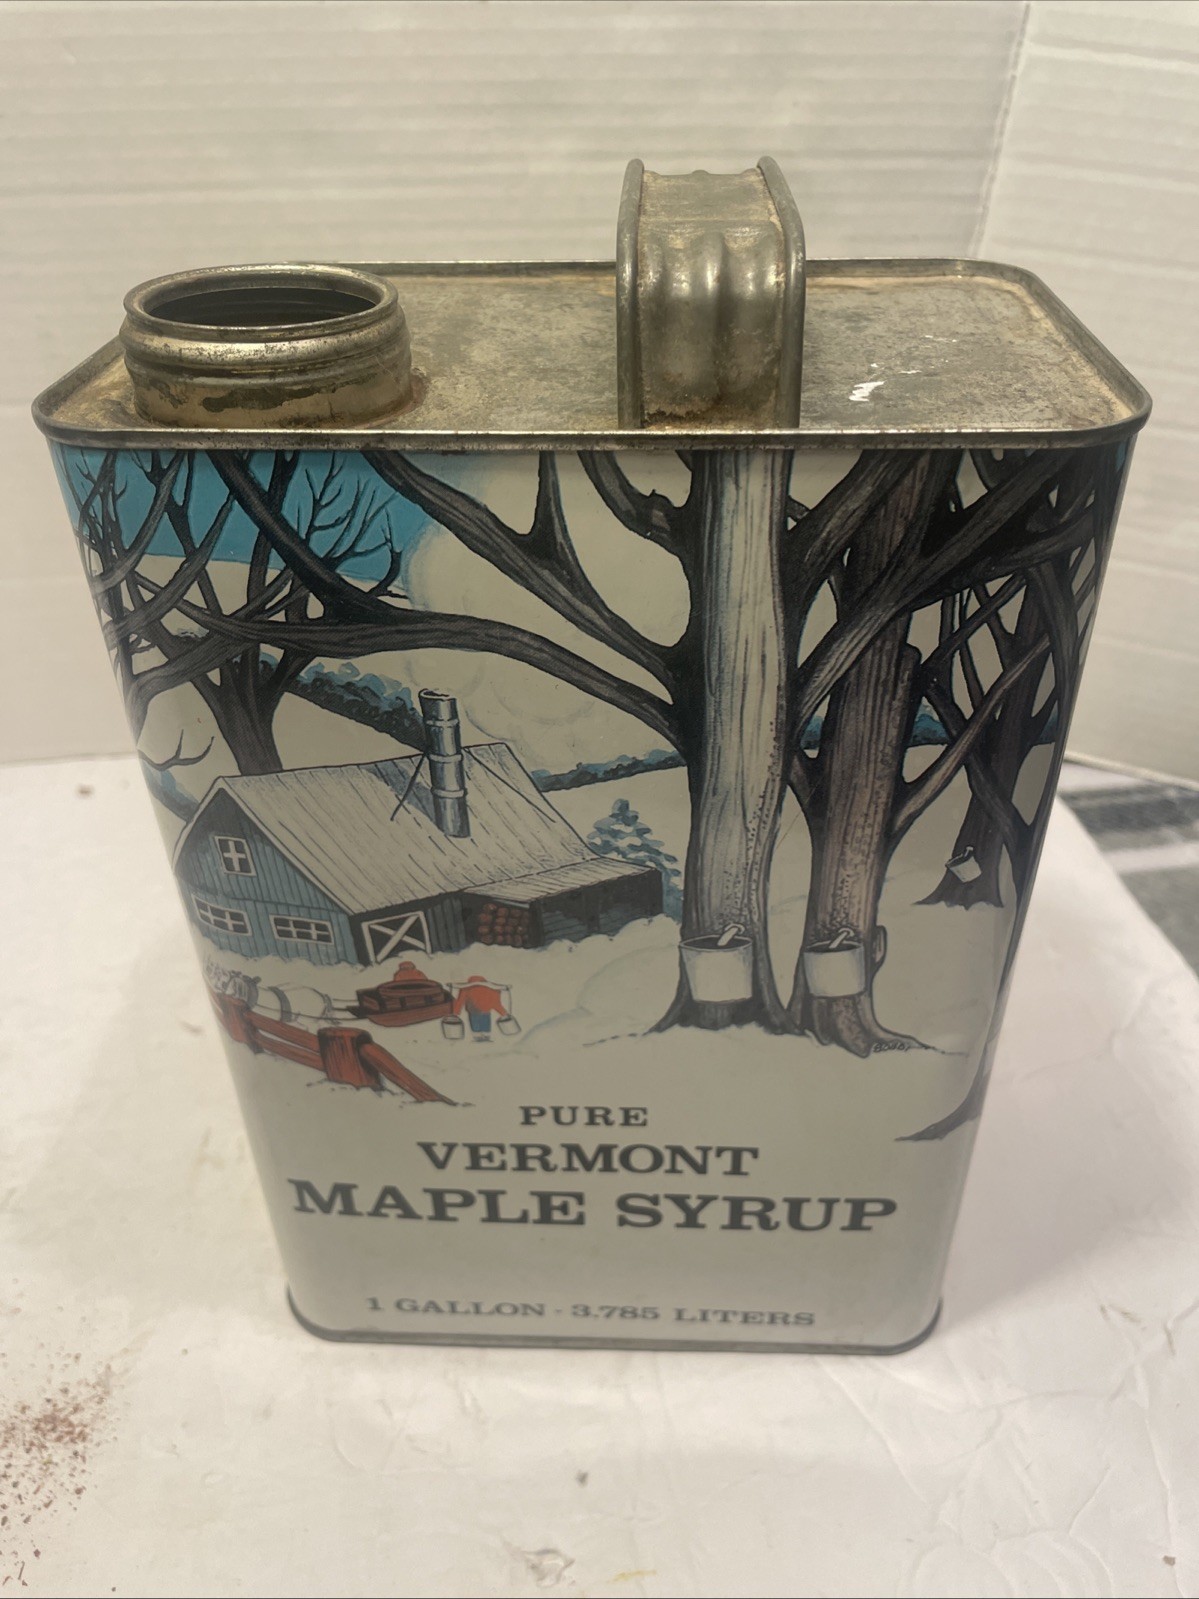 PURE
VERMONT
MAPLE SYRUP
1 GALLON - 3.785 LITERS